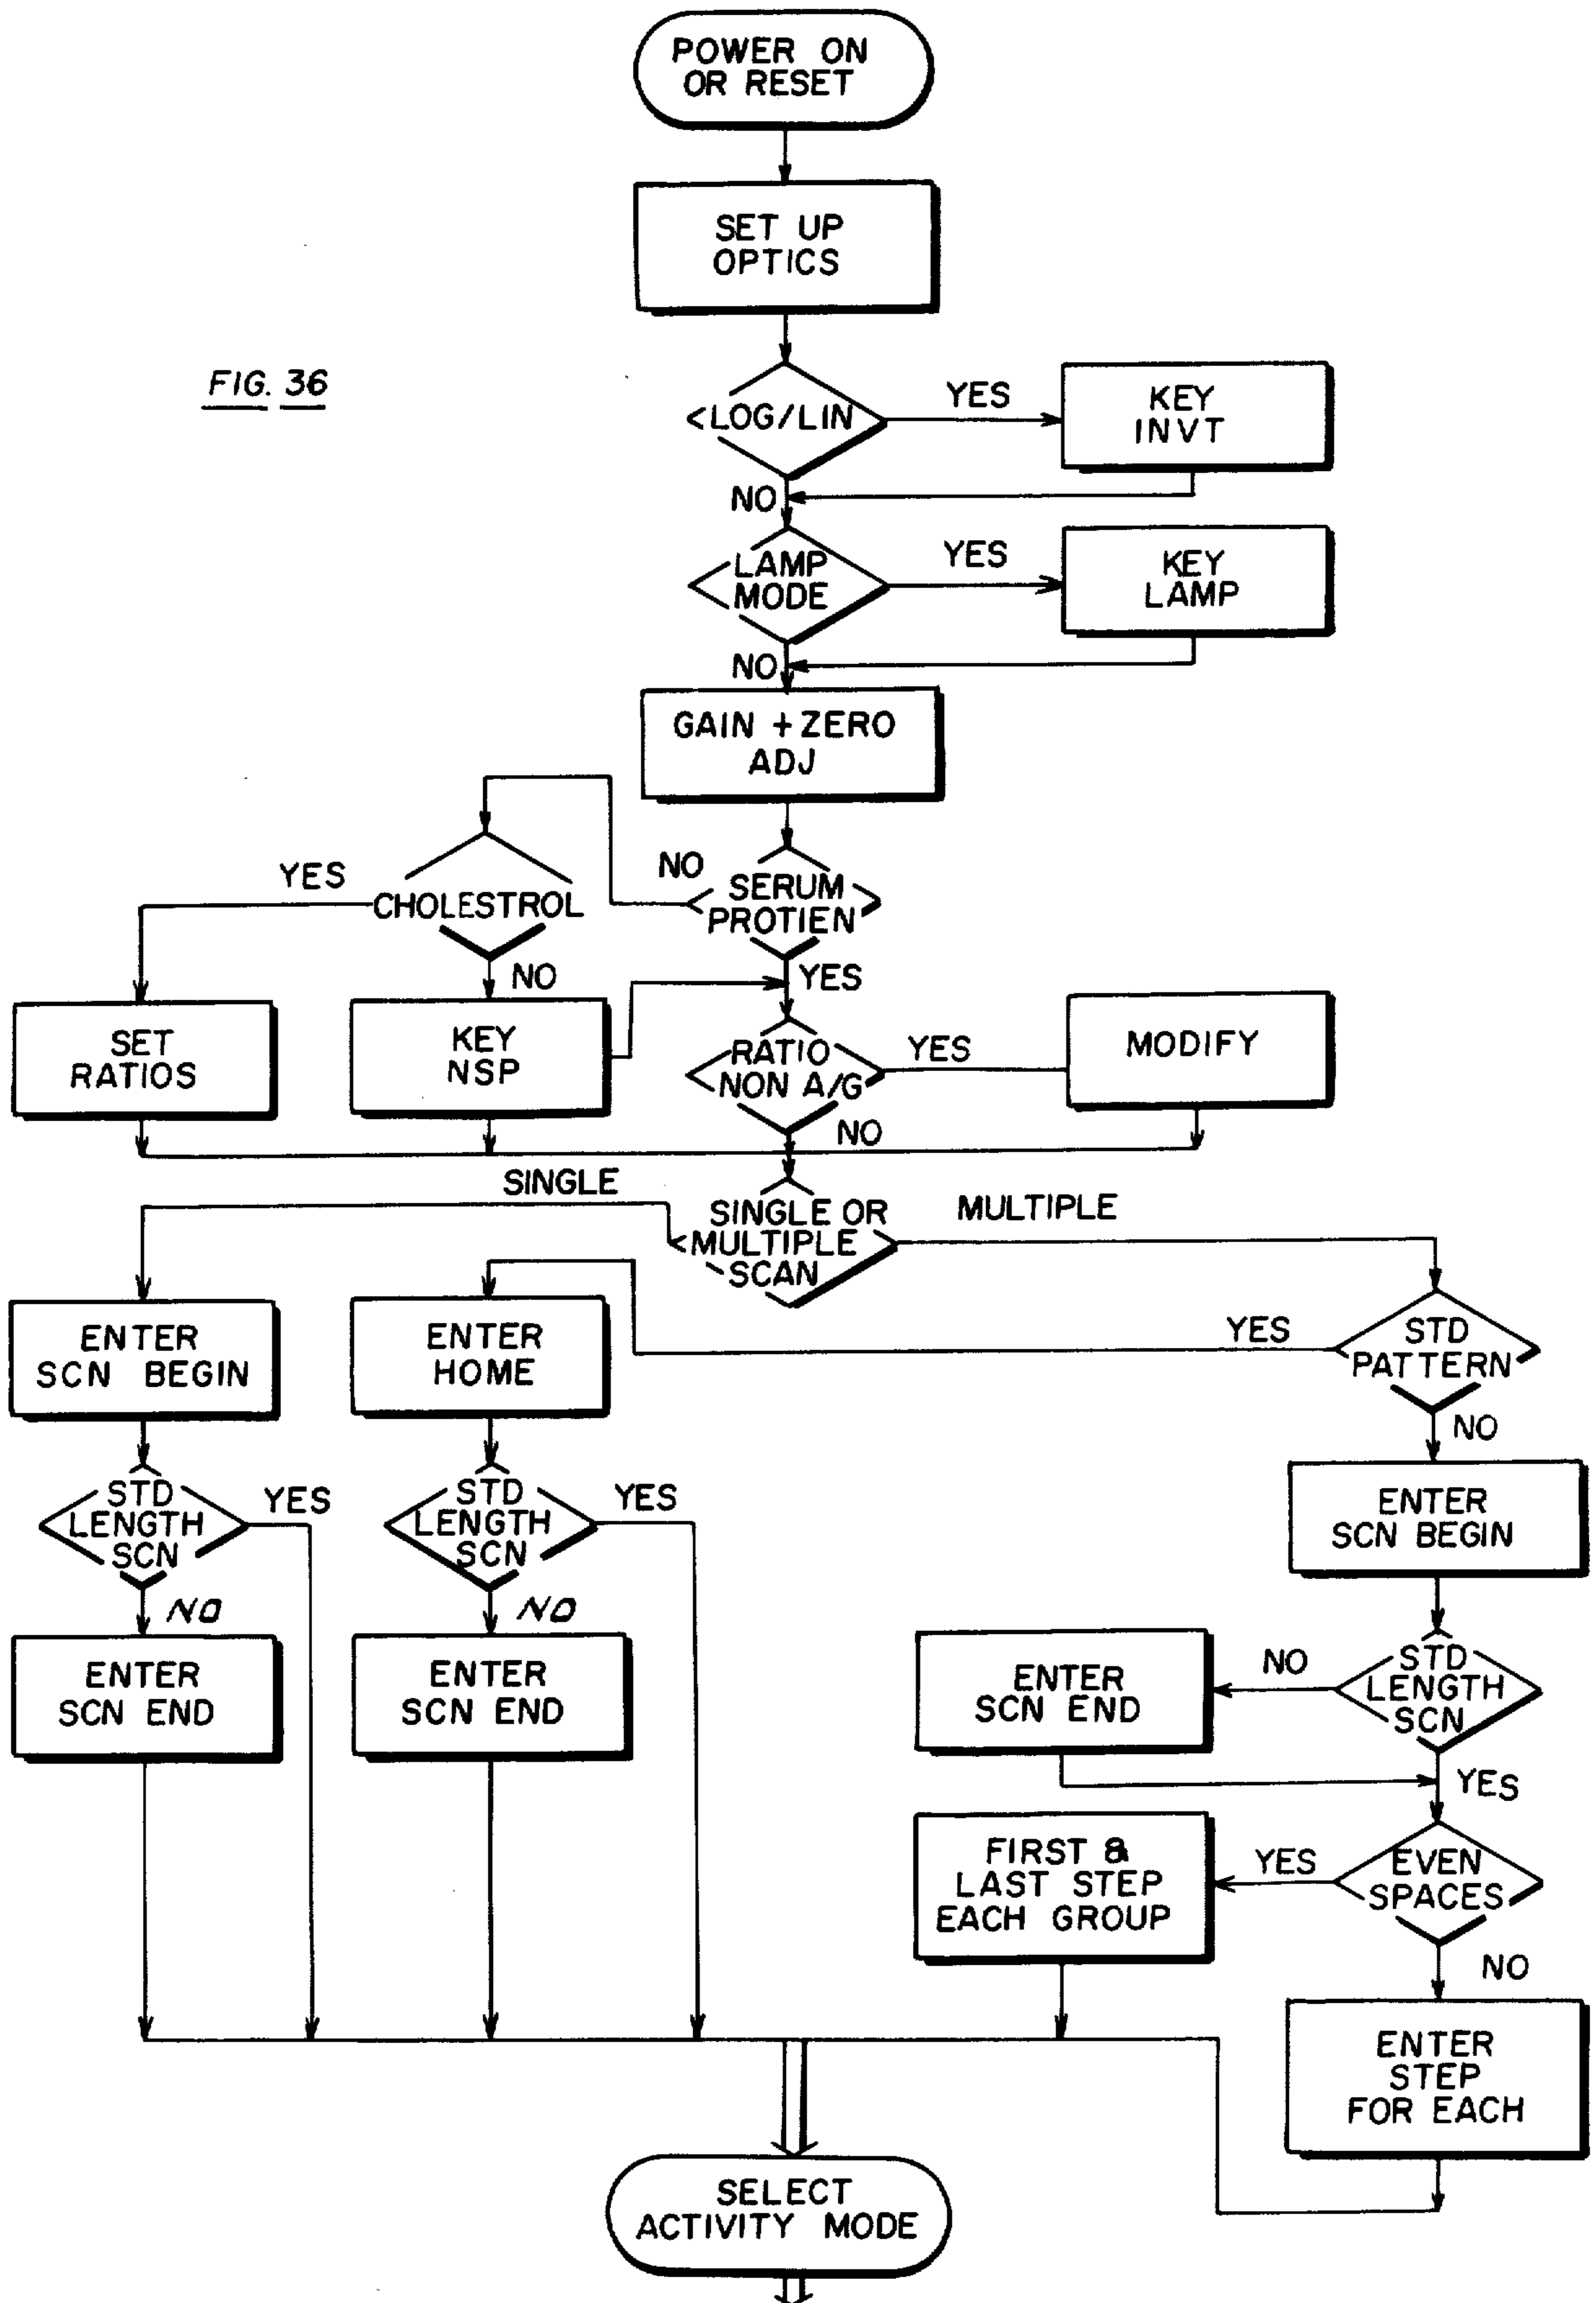 POWER ON
OR RESET
SET UP
OPTICS
FIG. 36
<LOG/LIN
YES
KEY
INVT
NO
LAMP
MODE
YES
KEY
LAMP
NO
GAIN + ZERO
ADJ
YES
CHOLESTROL
NO
SERUM
PROTIEN
NO
YES
SET
RATIOS
KEY
NSP
RATIO
NON A/G
YES
MODIFY
NO
SINGLE
SINGLE OR
MULTIPLE
SCAN
MULTIPLE
ENTER
SCN BEGIN
ENTER
HOME
YES
STD
PATTERN
NO
STD
LENGTH
SCN
YES
STD
LENGTH
SCN
YES
ENTER
SCN BEGIN
NO
NO
ENTER
SCN END
ENTER
SCN END
ENTER
SCN END
NO
STD
LENGTH
SCN
YES
FIRST &
LAST STEP
EACH GROUP
YES
EVEN
SPACES
NO
ENTER
STEP
FOR EACH
SELECT
ACTIVITY MODE